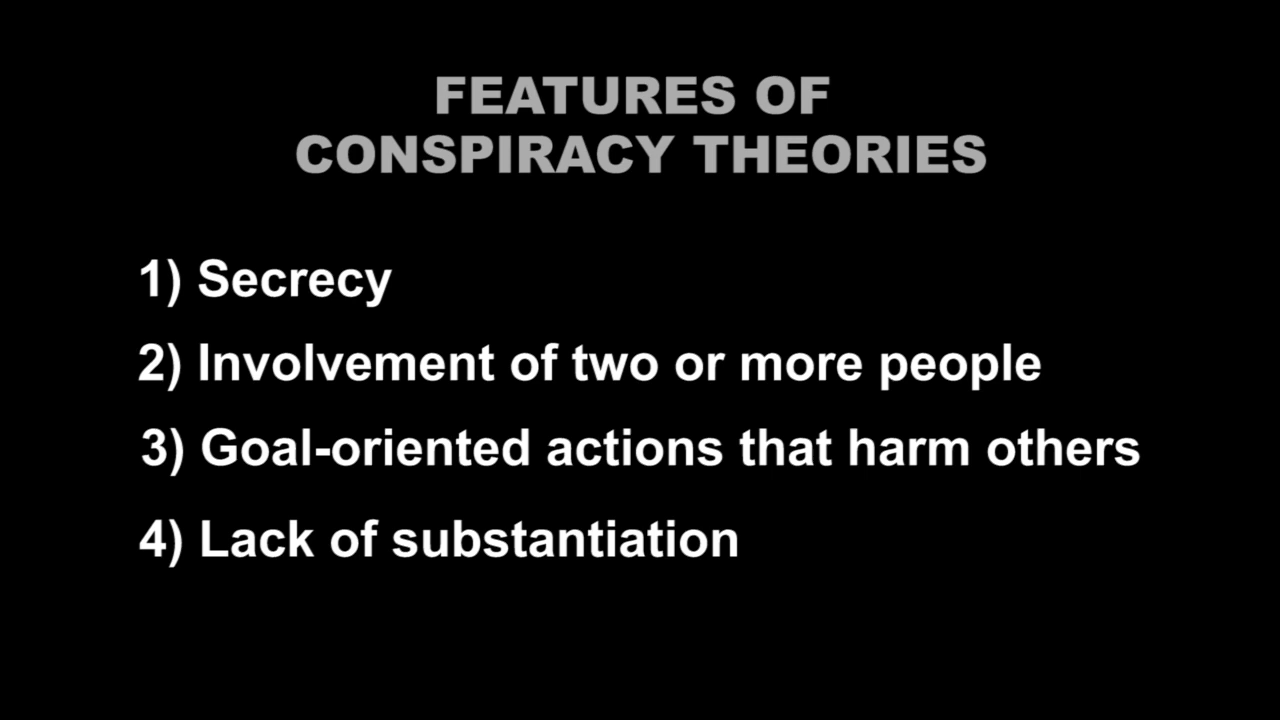 FEATURES OF
CONSPIRACY THEORIES
1) Secrecy
2) Involvement of two or more people
3) Goal-oriented actions that harm others
4) Lack of substantiation